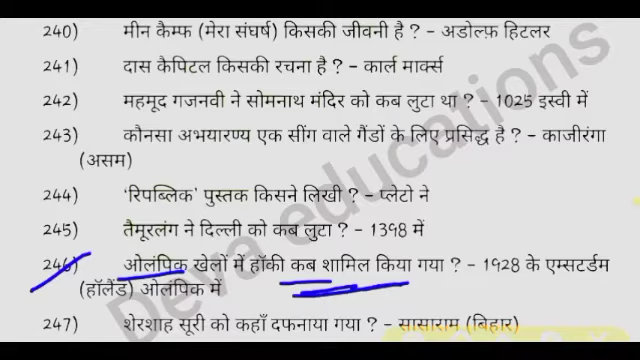 240) मीन कैम्फ (मेरा संघर्ष) किसकी जीवनी है ? – अडोल्फ़ हिटलर
241) दास कैपिटल किसकी रचना है ? – कार्ल मार्क्स
242) महमूद गजनवी ने सोमनाथ मंदिर को कब लुटा था ? – 1025 इस्वी में
243) कौनसा अभयारण्य एक सींग वाले गैंडों के लिए प्रसिद्ध है ? – काजीरंगा
(असम)
244) ‘रिपब्लिक’ पुस्तक किसने लिखी ? – प्लेटो ने
245) तैमूरलंग ने दिल्ली को कब लुटा ? – 1398 में
246) ओलंपिक खेलों में हॉकी कब शामिल किया गया ? – 1928 के एम्सटर्डम
(हॉलैंड) ओलंपिक में
247) शेरशाह सूरी को कहाँ दफनाया गया ? – सासाराम (बिहार)
Deva educations